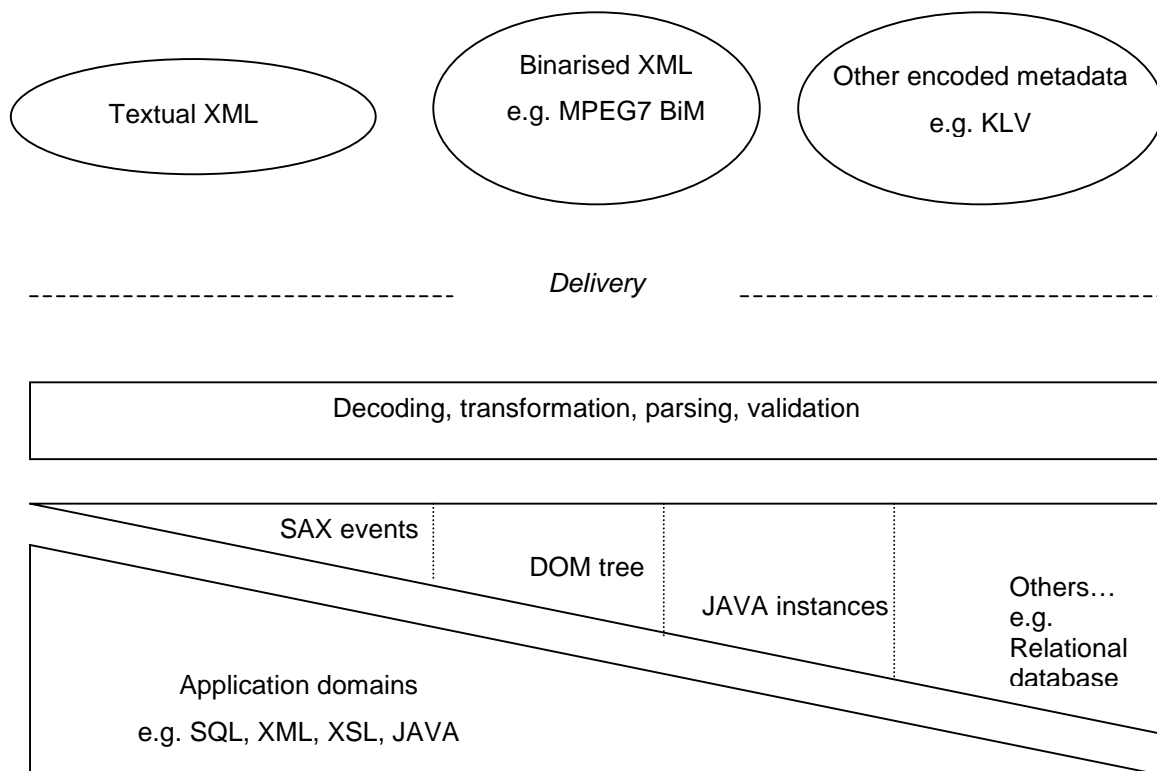 Textual XML
Binarised XML
e.g. MPEG7 BiM
Other encoded metadata
e.g. KLV
Delivery
Decoding, transformation, parsing, validation
SAX events
DOM tree
JAVA instances
Others…
e.g.
Relational
database
Application domains
e.g. SQL, XML, XSL, JAVA